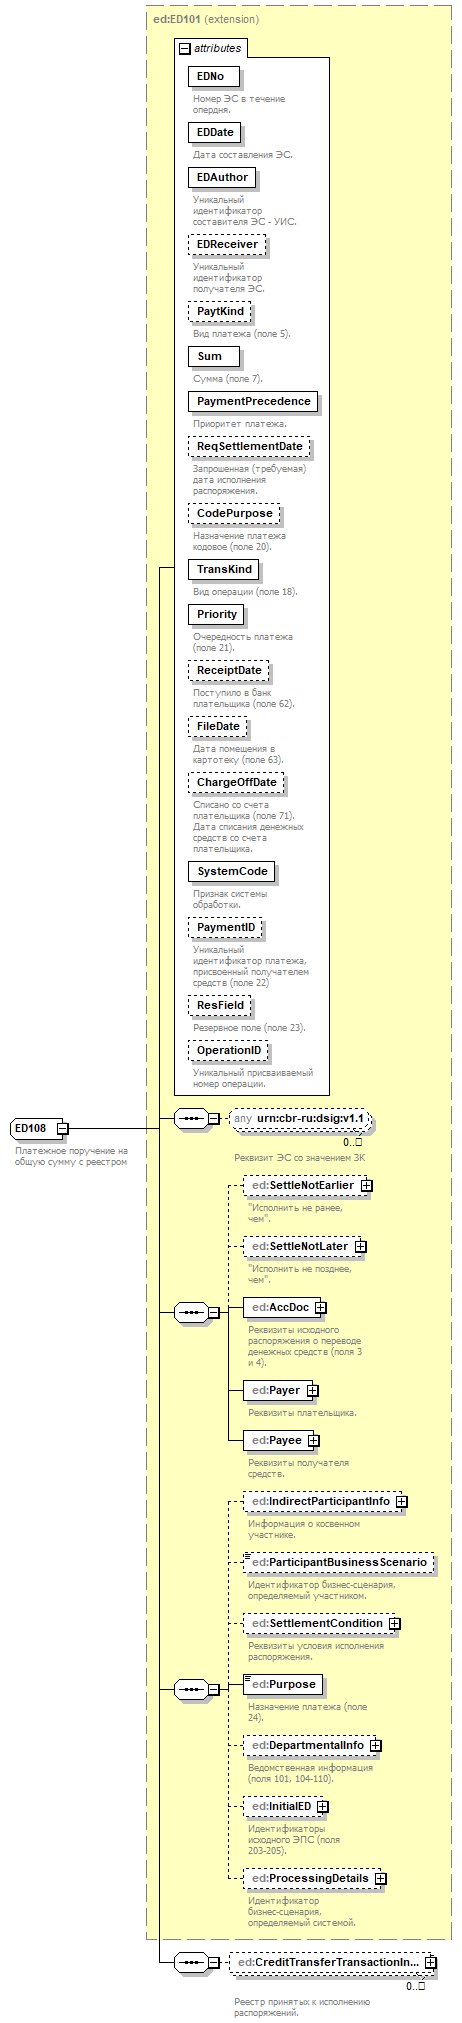 ed:ED101 (extension)
attributes
EDNo
Номер ЭС в течение
опердня.
EDDate
Дата составления ЭС.
EDAuthor
Уникальный
идентификатор
составителя ЭС - УИС.
EDReceiver
Уникальный
идентификатор
получателя ЭС.
PaytKind
Вид платежа (поле 5).
Sum
Сумма (поле 7).
PaymentPrecedence
Приоритет платежа.
ReqSettlementDate
Запрошенная (требуемая)
дата исполнения
распоряжения.
CodePurpose
Назначение платежа
кодовое (поле 20).
TransKind
Вид операции (поле 18).
Priority
Очередность платежа
(поле 21).
ReceiptDate
Поступило в банк
плательщика (поле 62).
FileDate
Дата помещения в
картотеку (поле 63).
ChargeOffDate
Списано со счета
плательщика (поле 71).
Дата списания денежных
средств со счета
плательщика.
SystemCode
Признак системы
обработки.
PaymentID
Уникальный
идентификатор платежа,
присвоенный получателем
средств (поле 22)
ResField
Резервное поле (поле 23).
OperationID
Уникальный присваиваемый
номер операции.
ED108
Платежное поручение на
общую сумму с реестром
any urn:cbr-ru:dsig:v1.1
0..□
Реквизит ЭС со значением ЗК
ed:SettleNotEarlier
"Исполнить не ранее,
чем".
ed:SettleNotLater
"Исполнить не позднее,
чем".
ed:AccDoc
Реквизиты исходного
распоряжения о переводе
денежных средств (поля 3
и 4).
ed:Payer
Реквизиты плательщика.
ed:Payee
Реквизиты получателя
средств.
ed:IndirectParticipantInfo
Информация о косвенном
участнике.
ed:ParticipantBusinessScenario
Идентификатор бизнес-сценария,
определяемый участником.
ed:SettlementCondition
Реквизиты условия исполнения
распоряжения.
ed:Purpose
Назначение платежа (поле
24).
ed:DepartmentalInfo
Ведомственная информация
(поля 101, 104-110).
ed:InitialED
Идентификаторы
исходного ЭПС (поля
203-205).
ed:ProcessingDetails
Идентификатор
бизнес-сценария,
определяемый системой.
ed:CreditTransferTransactionIn...
0..□
Реестр принятых к исполнению
распоряжений.